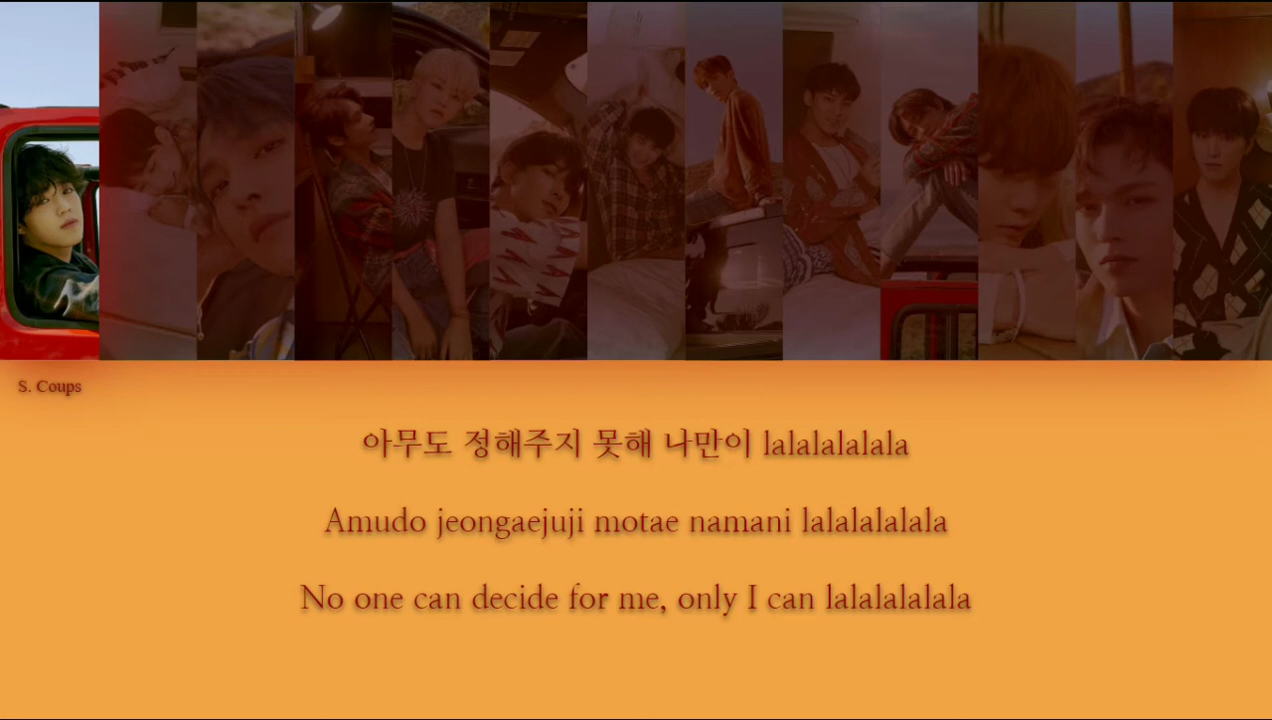 S. Coups
아무도 정해주지 못해 나만이 lalalalalala
Amudo jeongaejuji motae namani lalalalalala
No one can decide for me, only I can lalalalalala